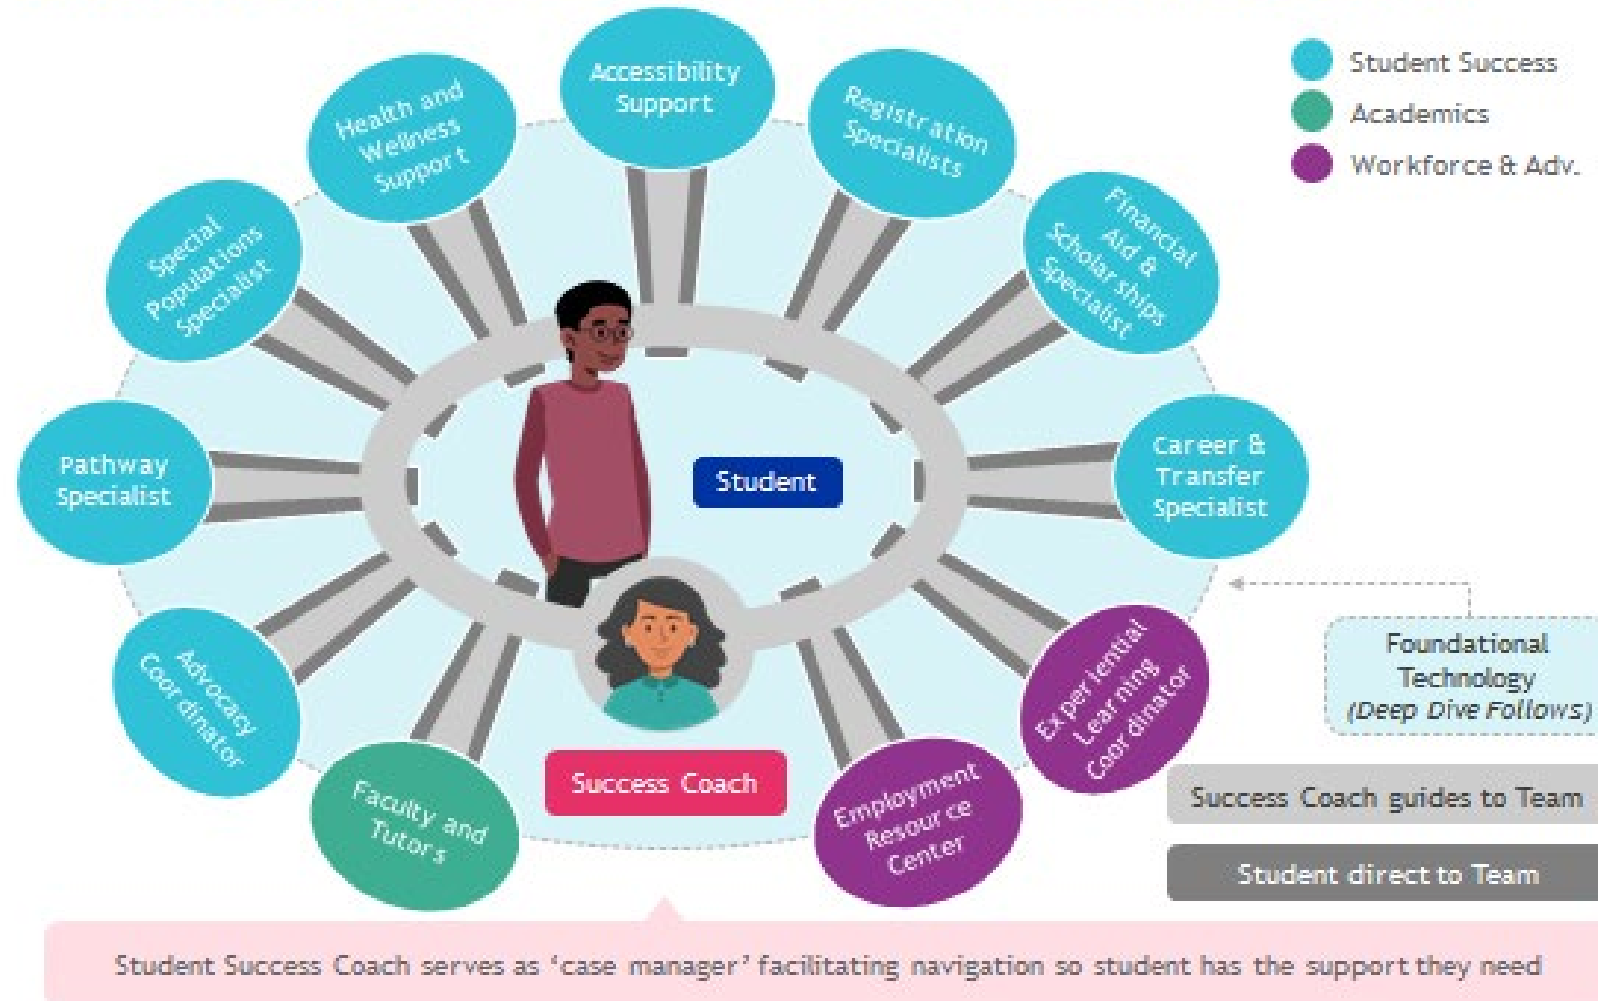 Accessibility
Support
Health and
Wellness
Support
Registration
Specialists
Special
Populations
Specialist
Financial
Aid &
Scholarships
Specialist
Pathway
Specialist
Student
Career &
Transfer
Specialist
Advocacy
Coordinator
Experiential
Learning
Coordinator
Faculty and
Tutors
Success Coach
Employment
Resource
Center
Student Success
Academics
Workforce & Adv.
Foundational
Technology
(Deep Dive Follows)
Success Coach guides to Team
Student direct to Team
Student Success Coach serves as ‘case manager’ facilitating navigation so student has the support they need